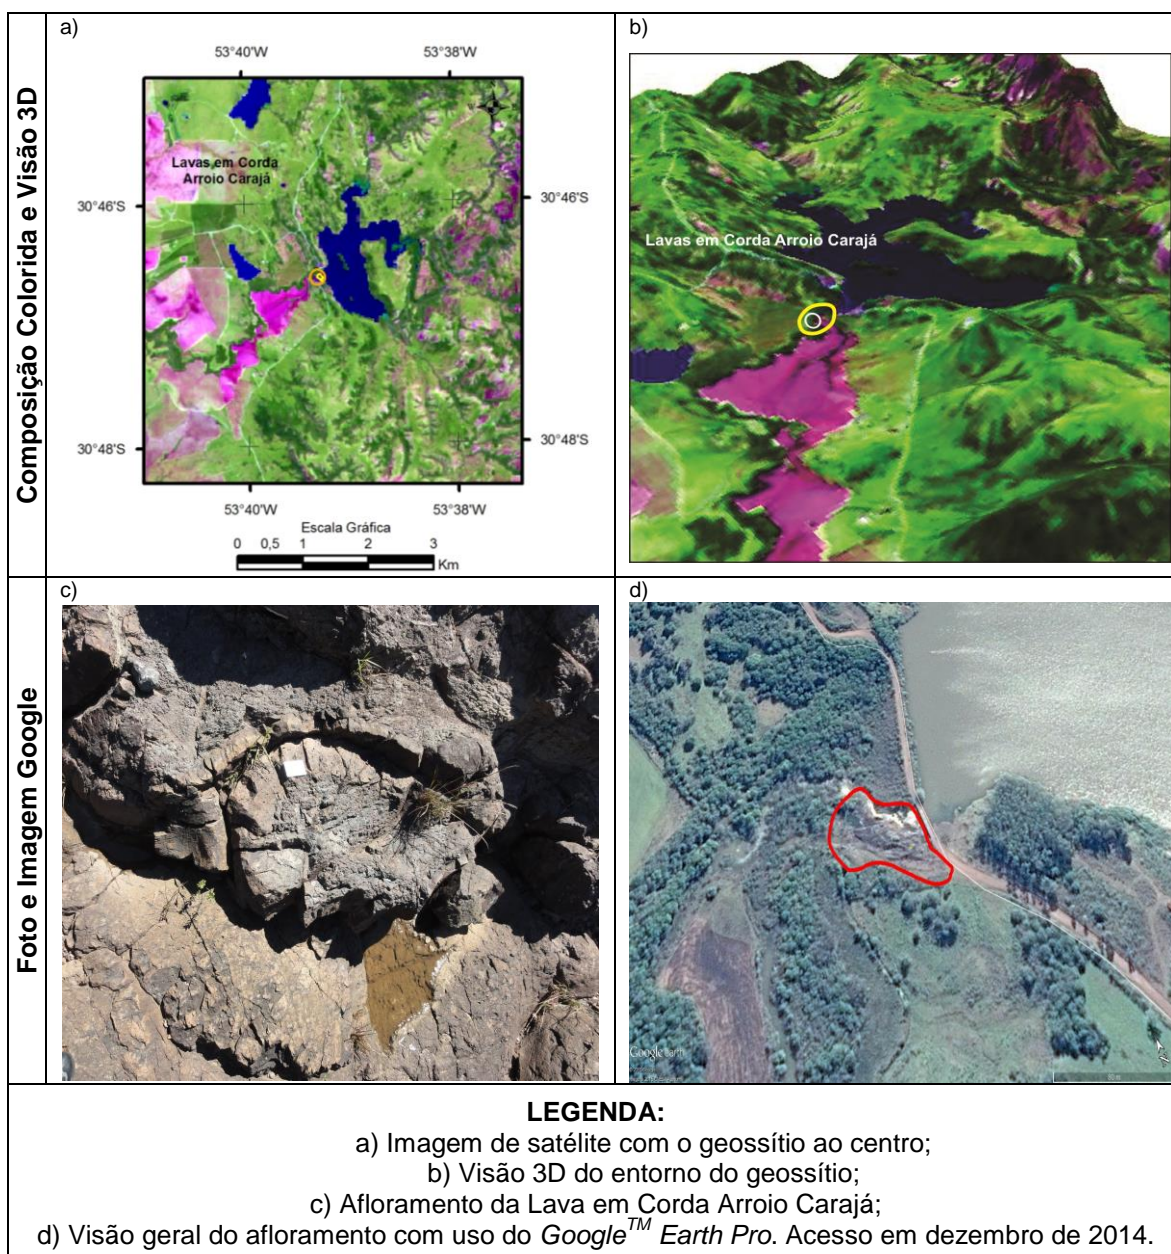 Composição Colorida e Visão 3D
a)
53°40'W
53°38'W
Lavas em Corda
Arroio Carajá
30°46'S
30°46'S
30°48'S
30°48'S
53°40'W
53°38'W
Escala Gráfica
0 0,5 1 2 3
Km
b)
Lavas em Corda Arroio Carajá
Foto e Imagem Google
c)
d)
Google earth
LEGENDA:
a) Imagem de satélite com o geossítio ao centro;
b) Visão 3D do entorno do geossítio;
c) Afloramento da Lava em Corda Arroio Carajá;
d) Visão geral do afloramento com uso do Google™ Earth Pro. Acesso em dezembro de 2014.